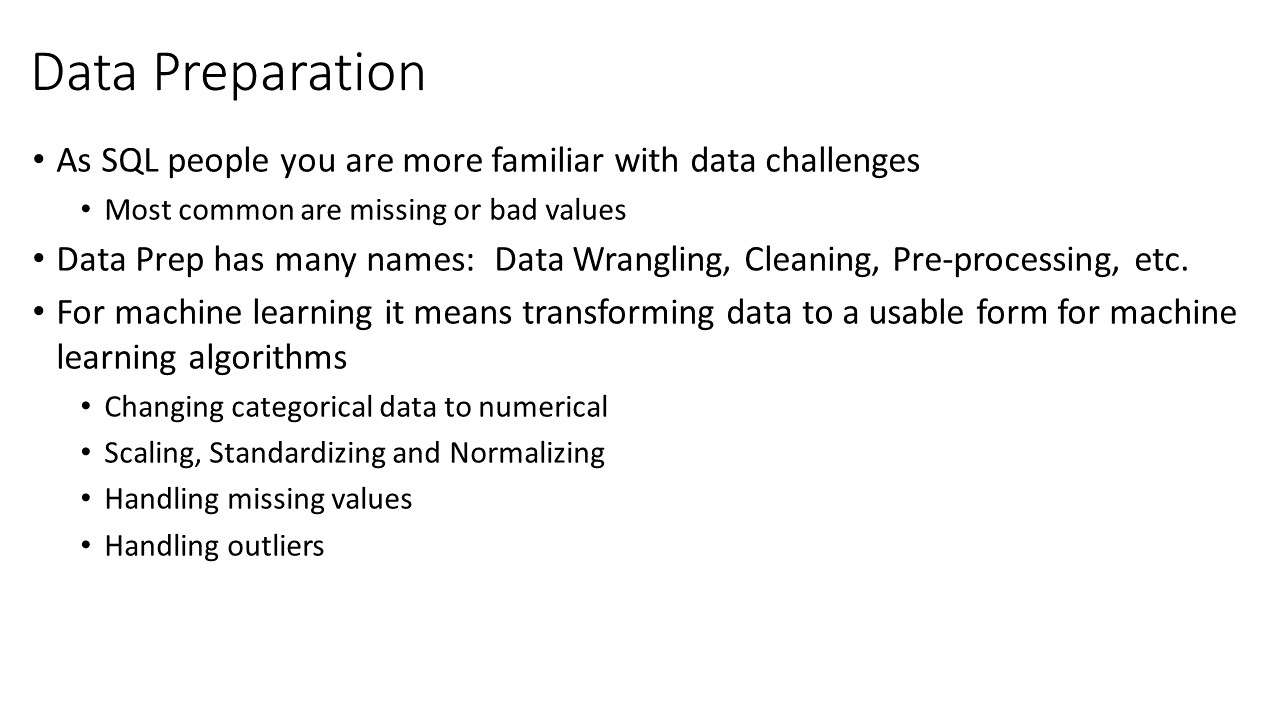 Data Preparation
• As SQL people you are more familiar with data challenges
• Most common are missing or bad values
• Data Prep has many names:  Data Wrangling, Cleaning, Pre-processing, etc.
• For machine learning it means transforming data to a usable form for machine
learning algorithms
• Changing categorical data to numerical
• Scaling, Standardizing and Normalizing
• Handling missing values
• Handling outliers